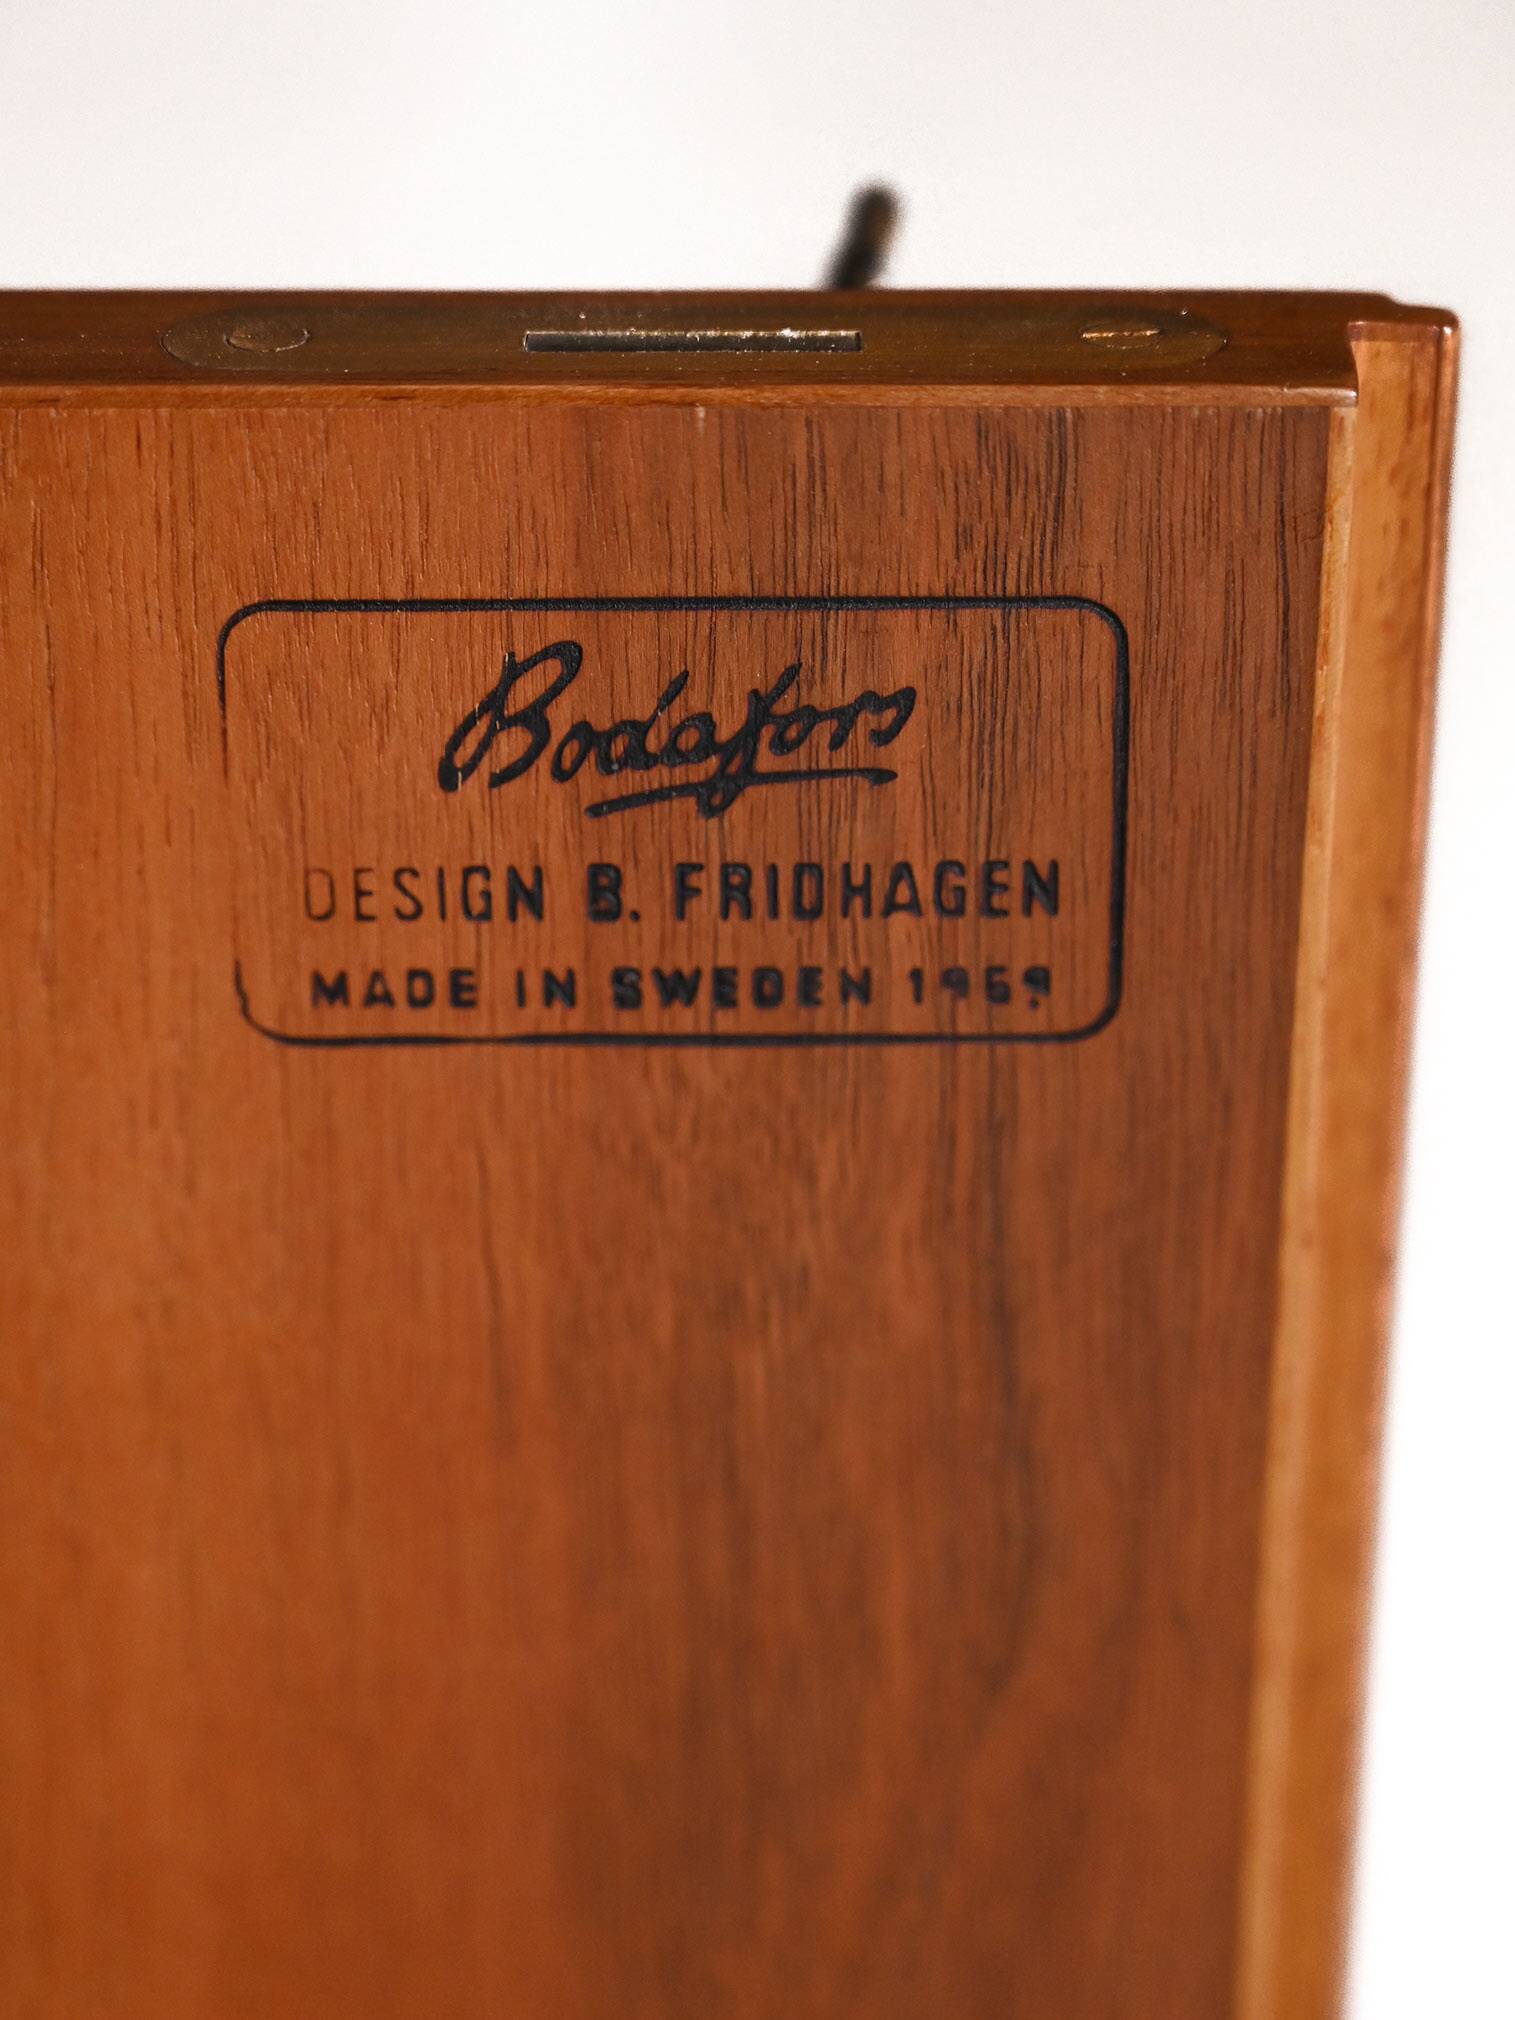 Bodafors
DESIGN B. FRIDHAGEN
MADE IN SWEDEN 1959